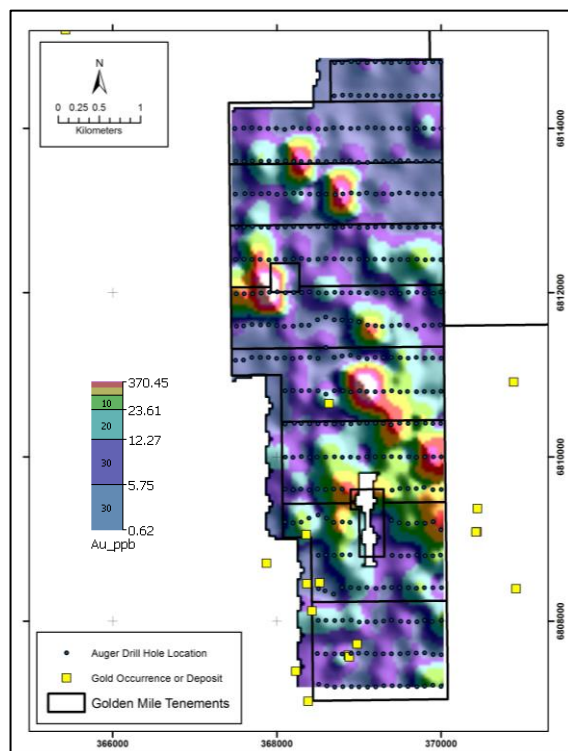 N
0 0.25 0.5 1
Kilometers
6814000
6812000
370.45
10
23.61
20
12.27
30
5.75
30
0.62
Au_ppb
6810000
6808000
Auger Drill Hole Location
Gold Occurrence or Deposit
Golden Mile Tenements
366000
368000
370000